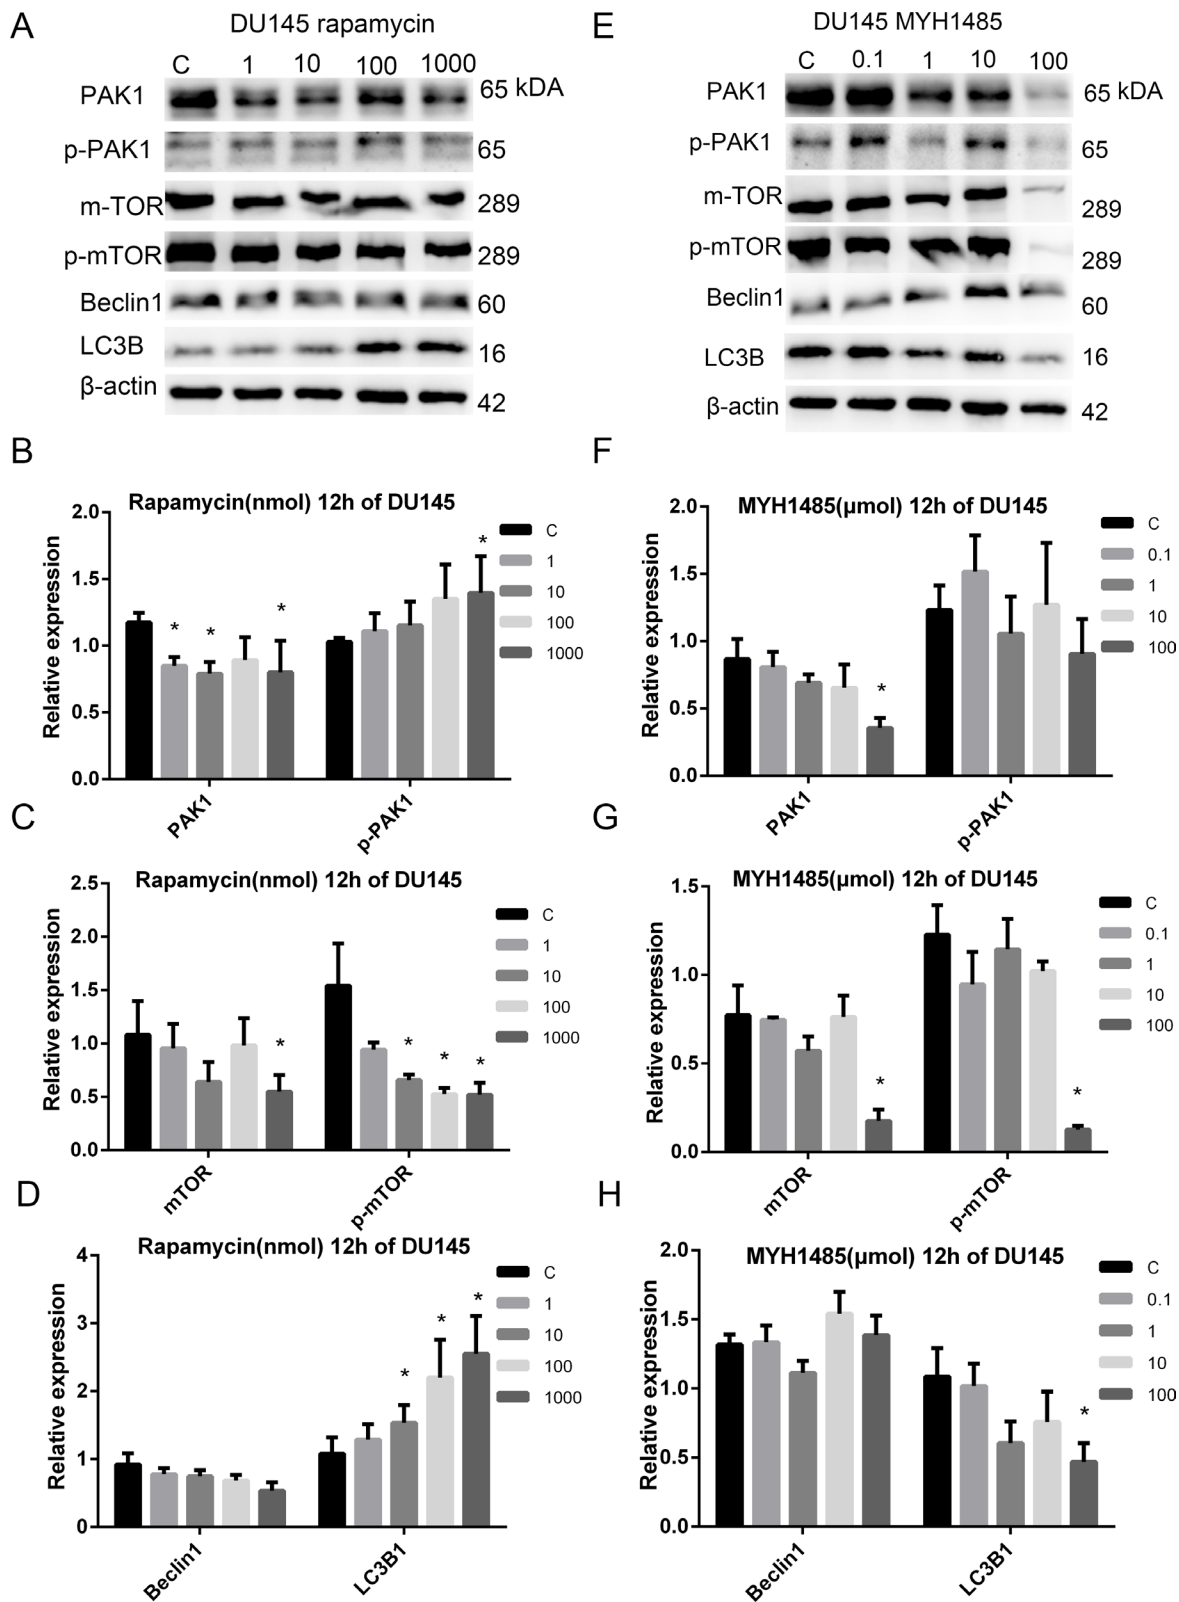 A
DU145 rapamycin
C 1 10 100 1000
PAK1 65 kDA
p-PAK1 65
m-TOR 289
p-mTOR 289
Beclin1 60
LC3B 16
β-actin 42
E
DU145 MYH1485
C 0.1 1 10 100
PAK1 65 kDA
p-PAK1 65
m-TOR 289
p-mTOR 289
Beclin1 60
LC3B 16
β-actin 42
B
Rapamycin(nmol) 12h of DU145
Relative expression
2.0
1.5
1.0
0.5
0.0
* * * *
PAK1 p-PAK1
C
1
10
100
1000
F
MYH1485(μmol) 12h of DU145
Relative expression
2.0
1.5
1.0
0.5
0.0
*
PAK1 p-PAK1
C
0.1
1
10
100
C
Rapamycin(nmol) 12h of DU145
Relative expression
2.5
2.0
1.5
1.0
0.5
0.0
* * * *
mTOR p-mTOR
C
1
10
100
1000
G
MYH1485(μmol) 12h of DU145
Relative expression
1.5
1.0
0.5
0.0
* *
mTOR p-mTOR
C
0.1
1
10
100
D
Rapamycin(nmol) 12h of DU145
Relative expression
4
3
2
1
0
* * *
Beclin1 LC3B1
C
1
10
100
1000
H
MYH1485(μmol) 12h of DU145
Relative expression
2.0
1.5
1.0
0.5
0.0
*
Beclin1 LC3B1
C
0.1
1
10
100